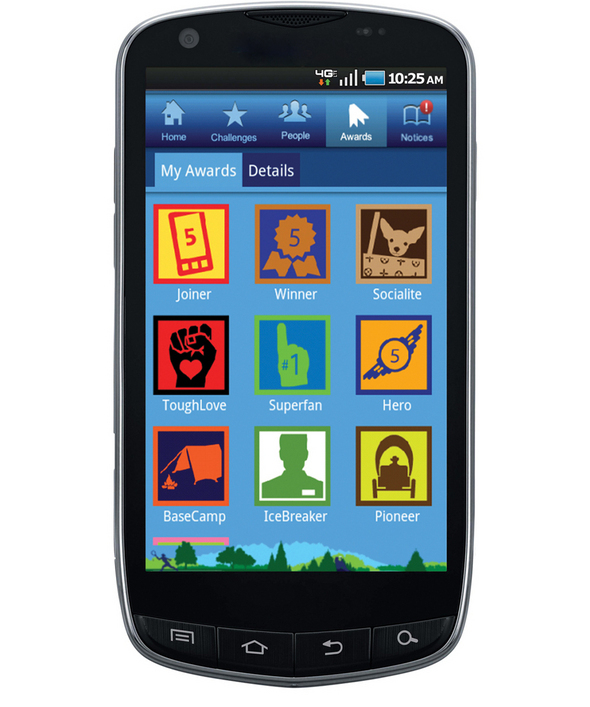 4G 10:25 AM
Home Challenges People Awards Notices
My Awards Details
5 5
Joiner Winner Socialite
#1 5
ToughLove Superfan Hero
BaseCamp IceBreaker Pioneer